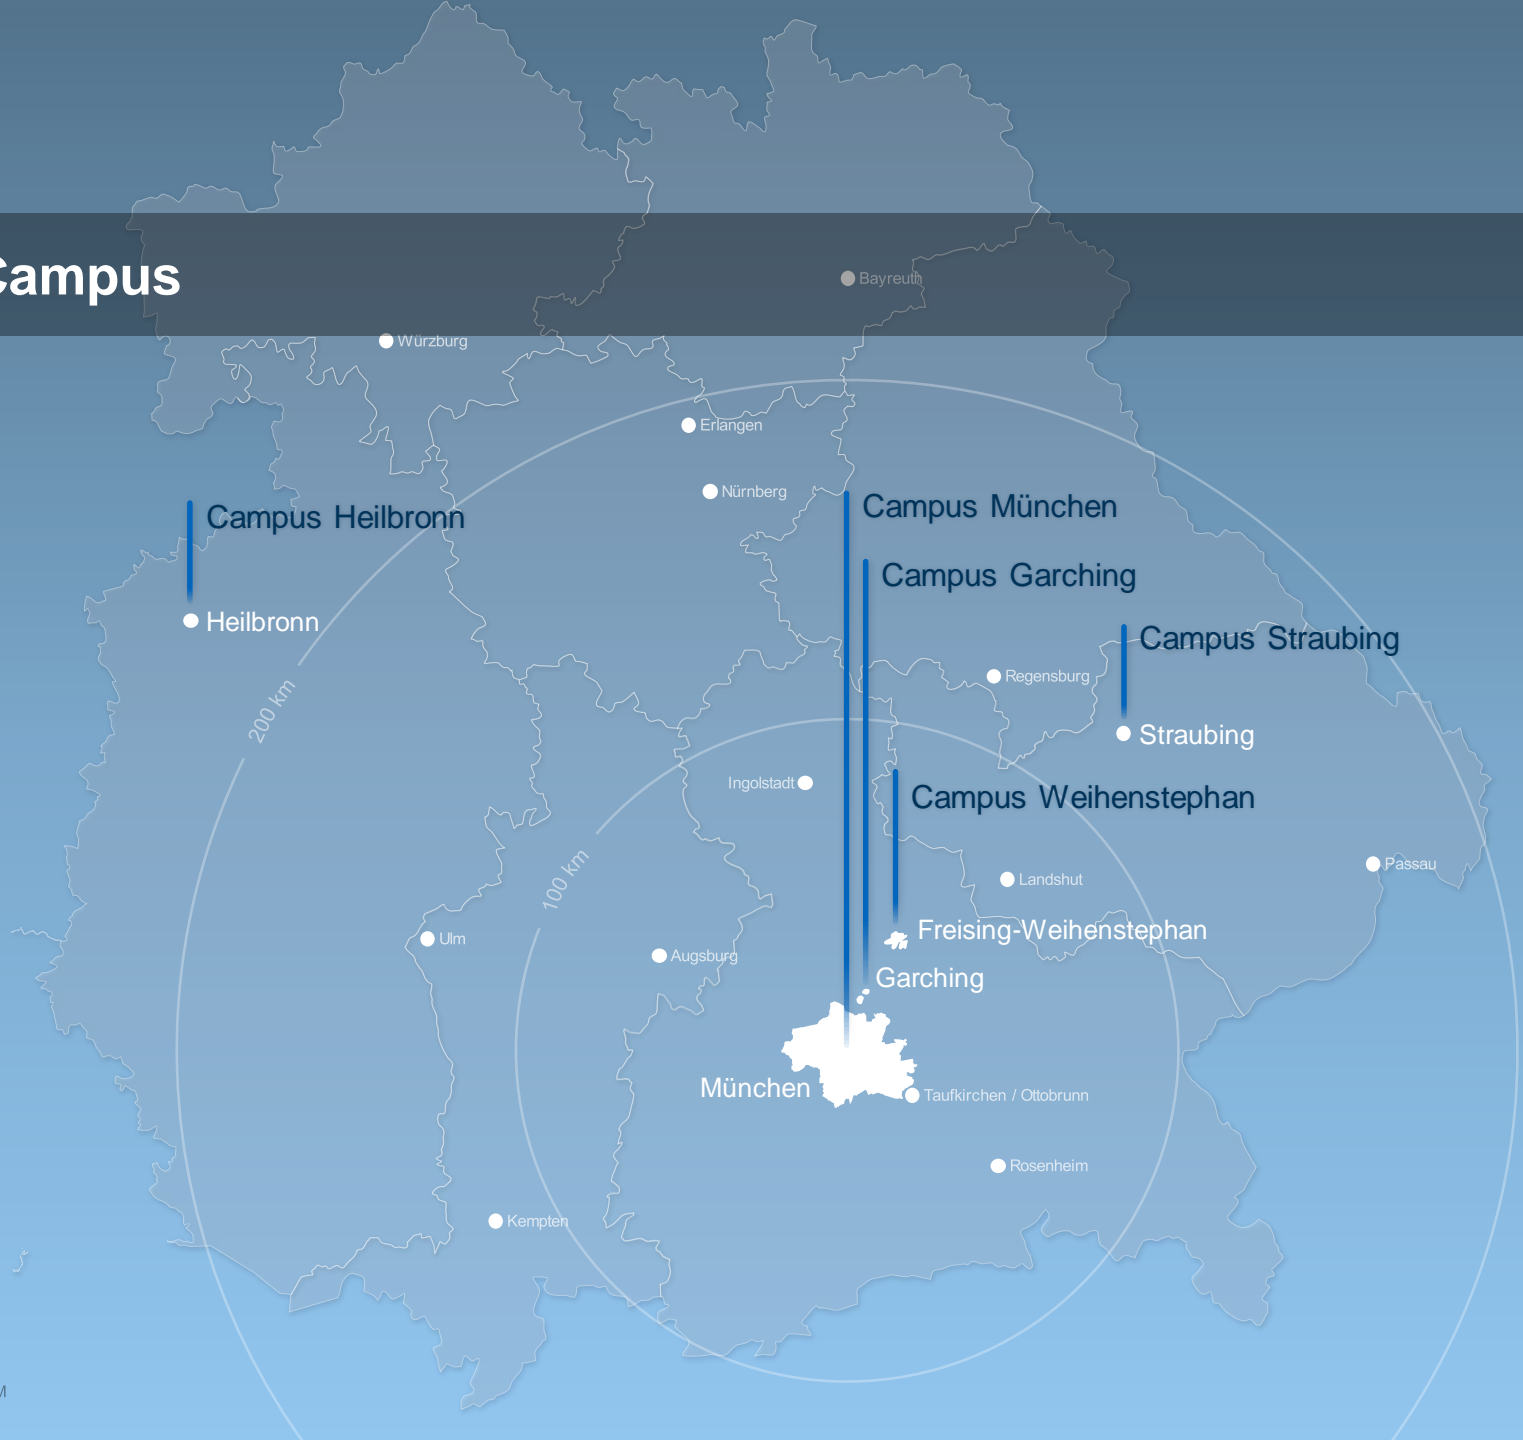 Campus
Bayreuth
Würzburg
Erlangen
Nürnberg
Campus Heilbronn
Campus München
Campus Garching
Heilbronn
Campus Straubing
Regensburg
200 km
Straubing
Ingolstadt
Campus Weihenstephan
100 km
Passau
Landshut
Freising-Weihenstephan
Ulm
Augsburg
Garching
München
Taufkirchen / Ottobrunn
Rosenheim
Kempten
M